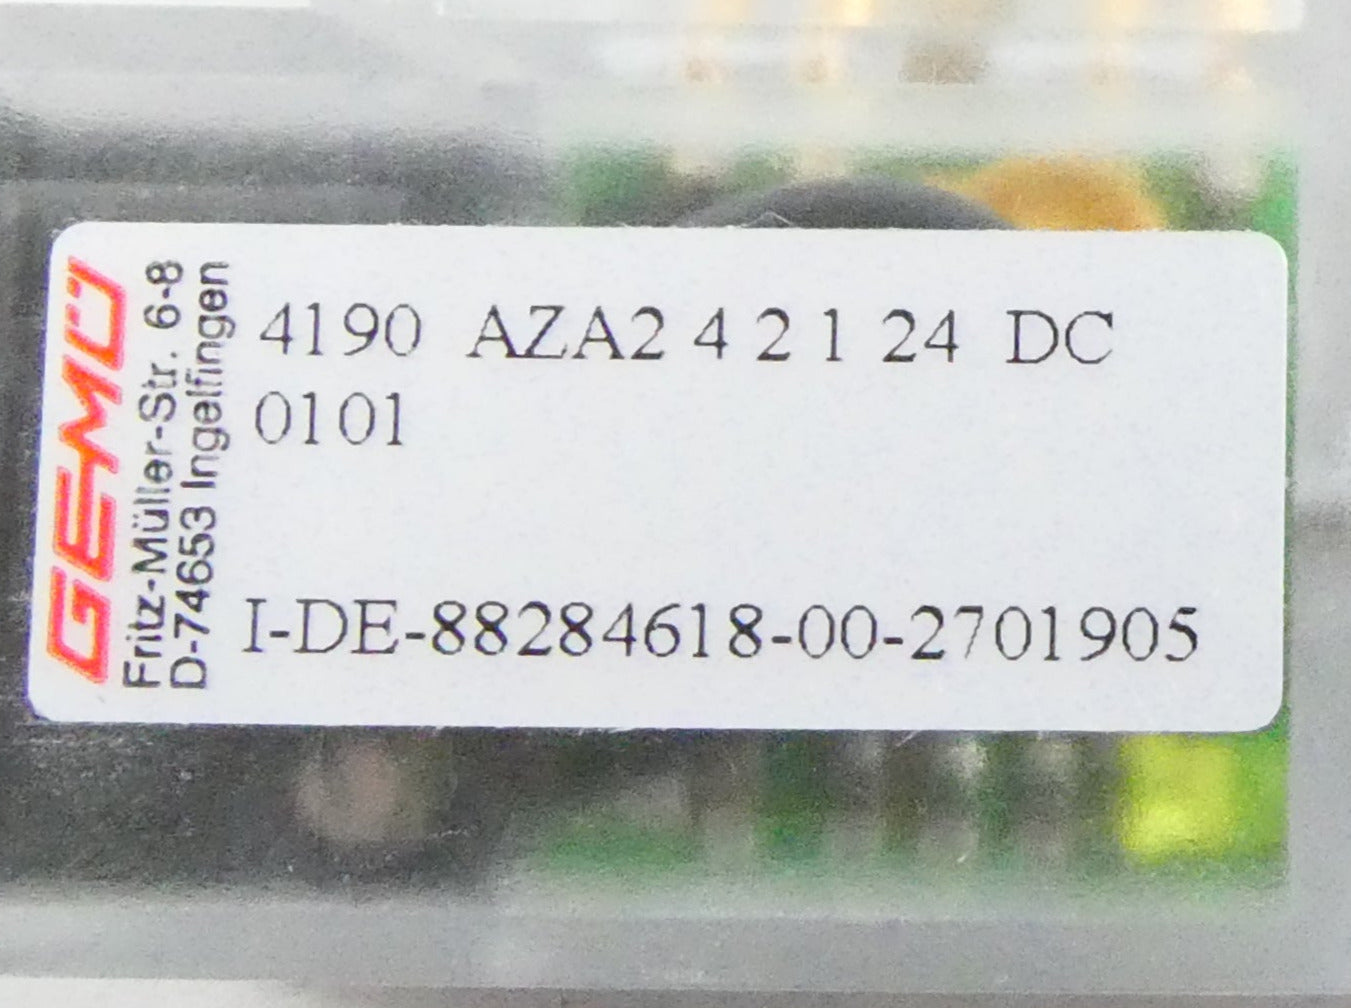 GEMÜ
Fritz-Müller-Str. 6-8
D-74653 Ingelfingen
4190 AZA2 4 2 1 24 DC
0101
I-DE-88284618-00-2701905